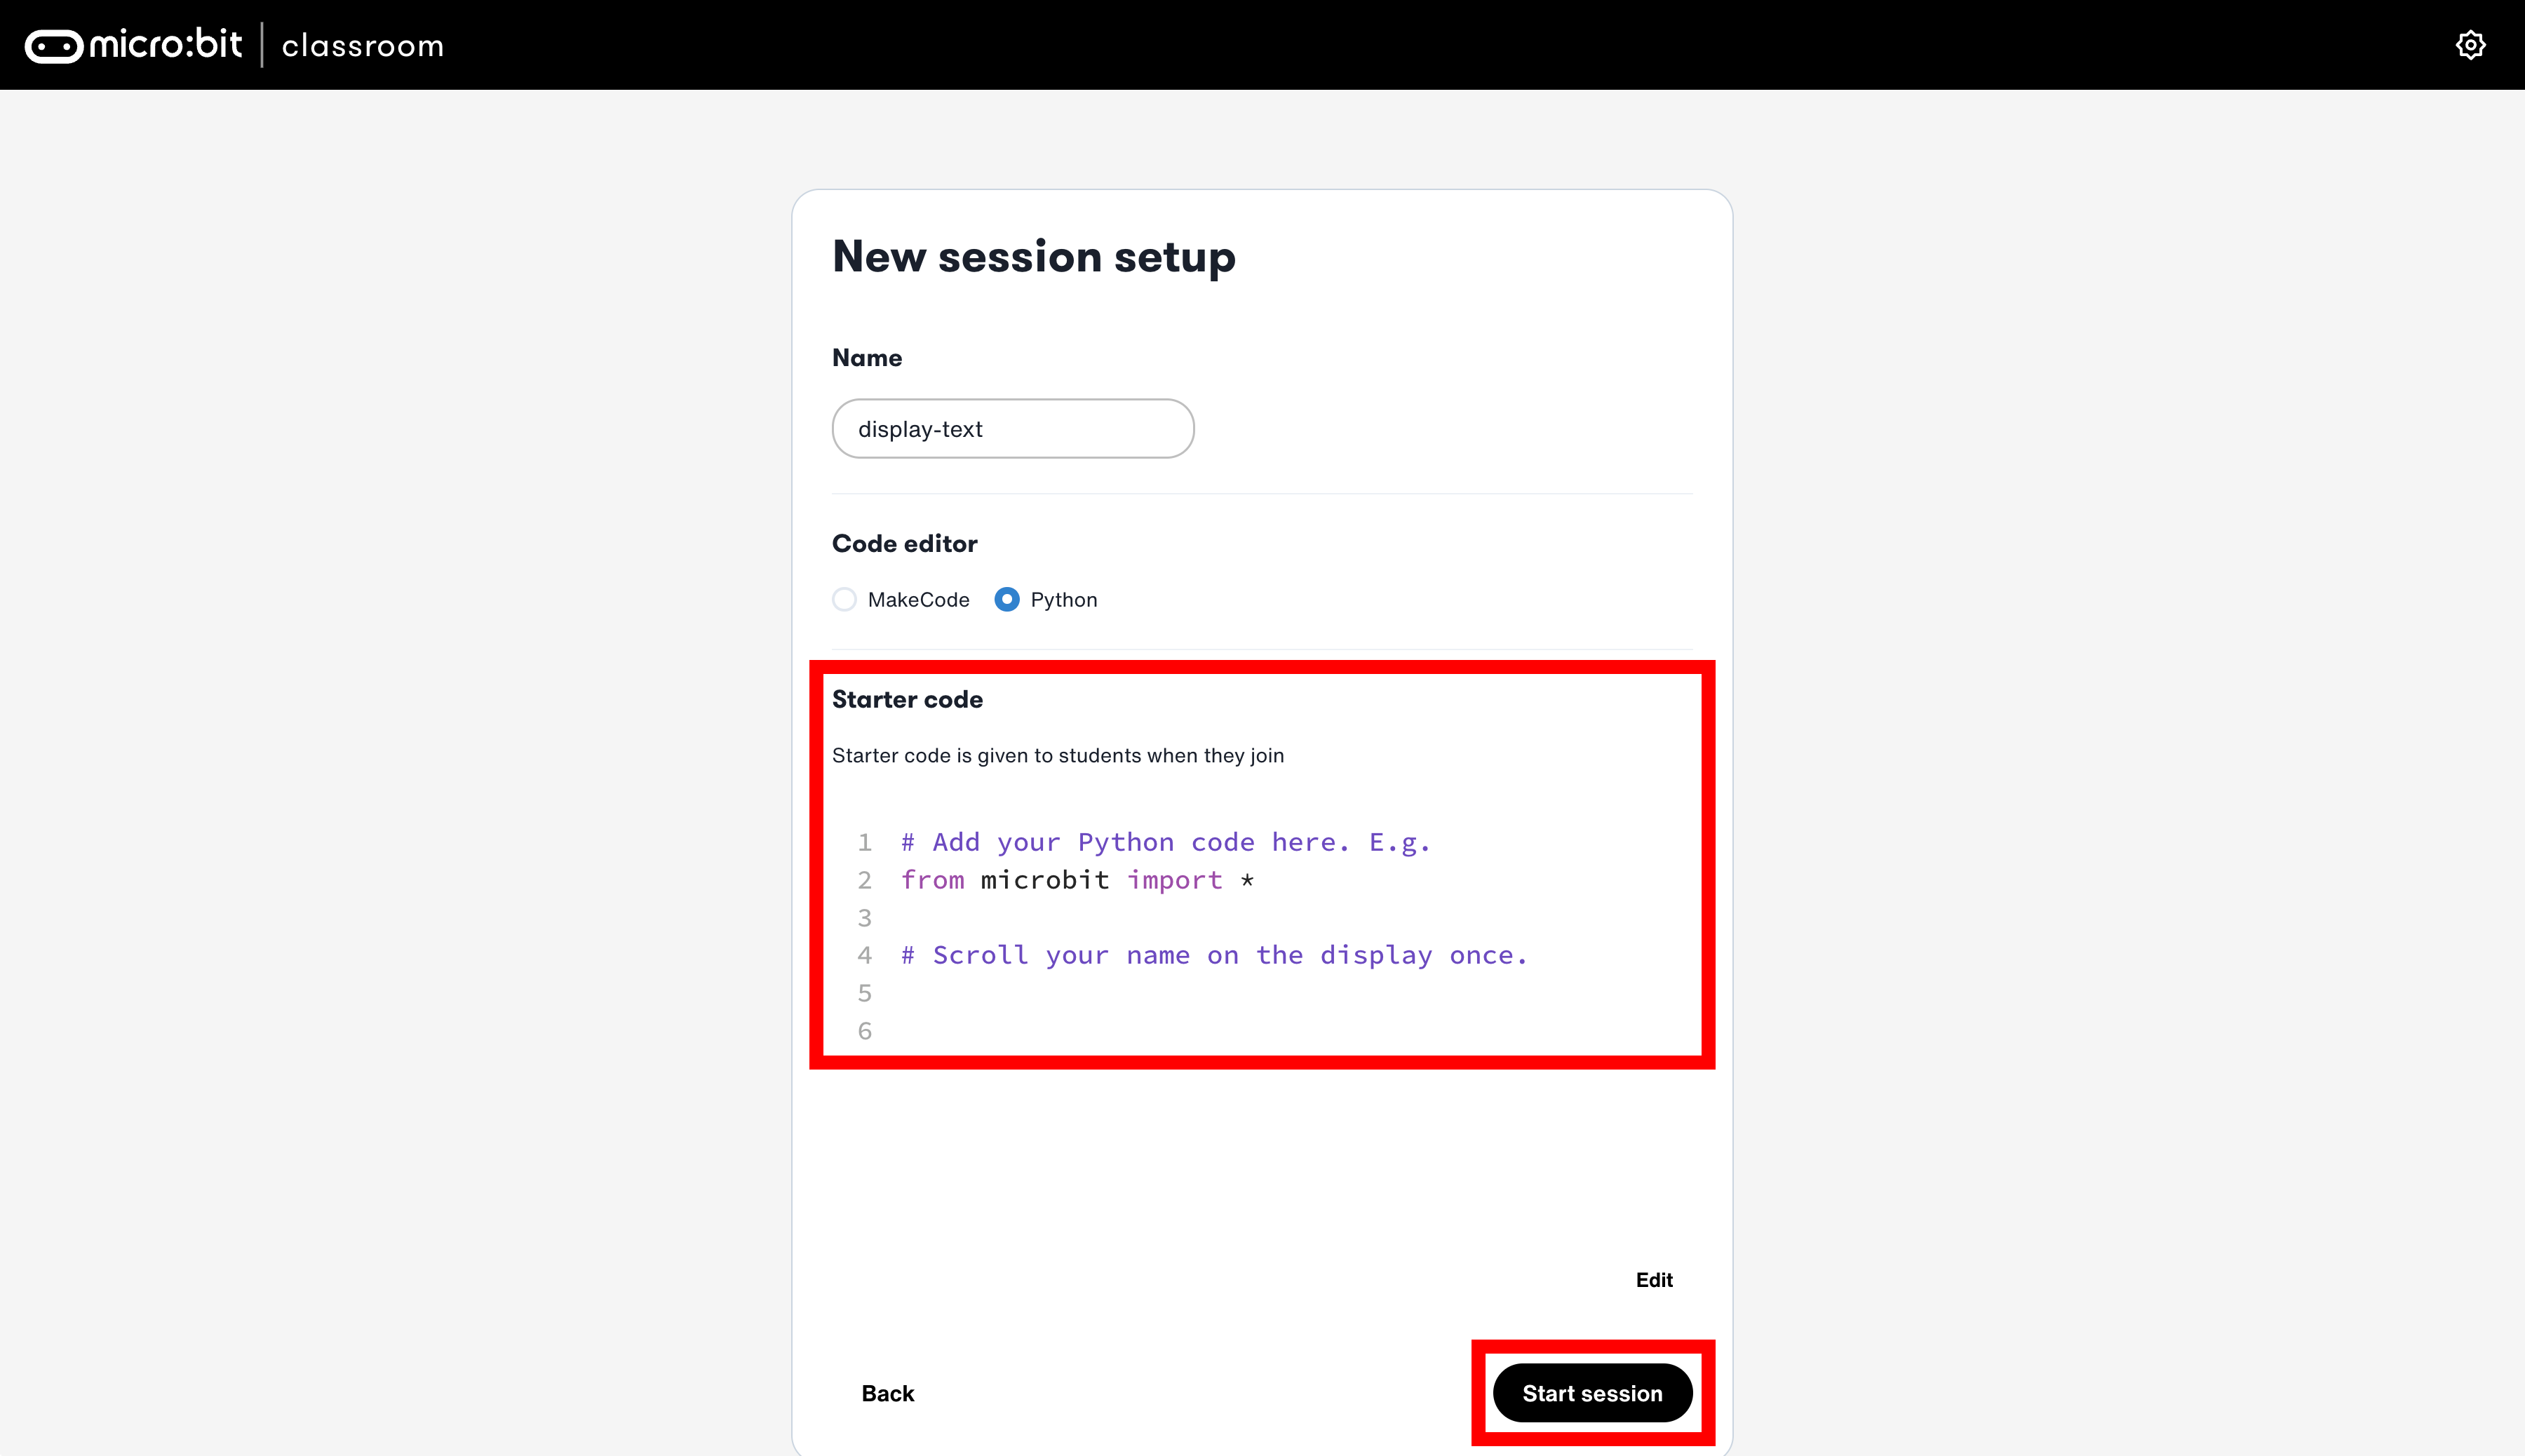 micro:bit classroom
New session setup
Name
display-text
Code editor
MakeCode Python
Starter code
Starter code is given to students when they join
1 # Add your Python code here. E.g.
2 from microbit import *
3
4 # Scroll your name on the display once.
5
6
Edit
Back Start session